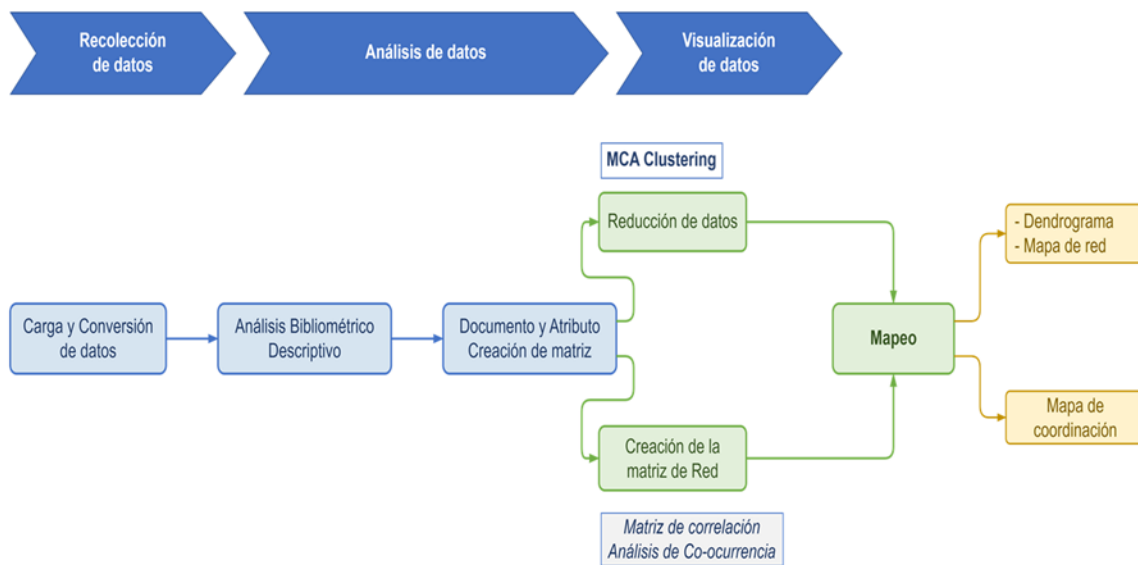 Recolección
de datos
Análisis de datos
Visualización
de datos
MCA Clustering
Reducción de datos
- Dendrograma
- Mapa de red
Carga y Conversión
de datos
Análisis Bibliométrico
Descriptivo
Documento y Atributo
Creación de matriz
Mapeo
Mapa de
coordinación
Creación de la
matriz de Red
Matriz de correlación
Análisis de Co-ocurrencia